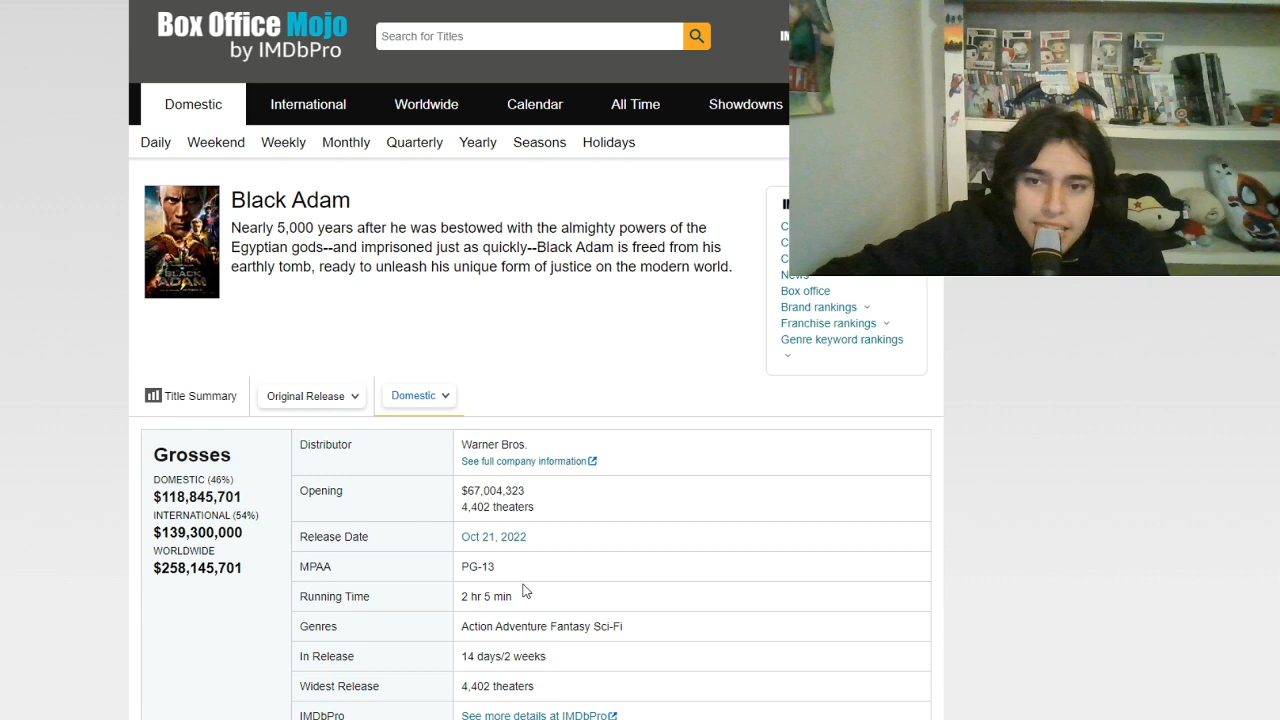 Box Office Mojo
by IMDbPro
Search for Titles
Domestic
International
Worldwide
Calendar
All Time
Showdowns
Daily
Weekend
Weekly
Monthly
Quarterly
Yearly
Seasons
Holidays
Black Adam
Nearly 5,000 years after he was bestowed with the almighty powers of the
Egyptian gods--and imprisoned just as quickly--Black Adam is freed from his
earthly tomb, ready to unleash his unique form of justice on the modern world.
BLACK
ADAM
News
Box office
Brand rankings
Franchise rankings
Genre keyword rankings
Title Summary
Original Release
Domestic
Grosses
DOMESTIC (46%)
$118,845,701
INTERNATIONAL (54%)
$139,300,000
WORLDWIDE
$258,145,701
Distributor
Warner Bros.
See full company information
Opening
$67,004,323
4,402 theaters
Release Date
Oct 21, 2022
MPAA
PG-13
Running Time
2 hr 5 min
Genres
Action Adventure Fantasy Sci-Fi
In Release
14 days/2 weeks
Widest Release
4,402 theaters
IMDbPro
See more details at IMDbPro